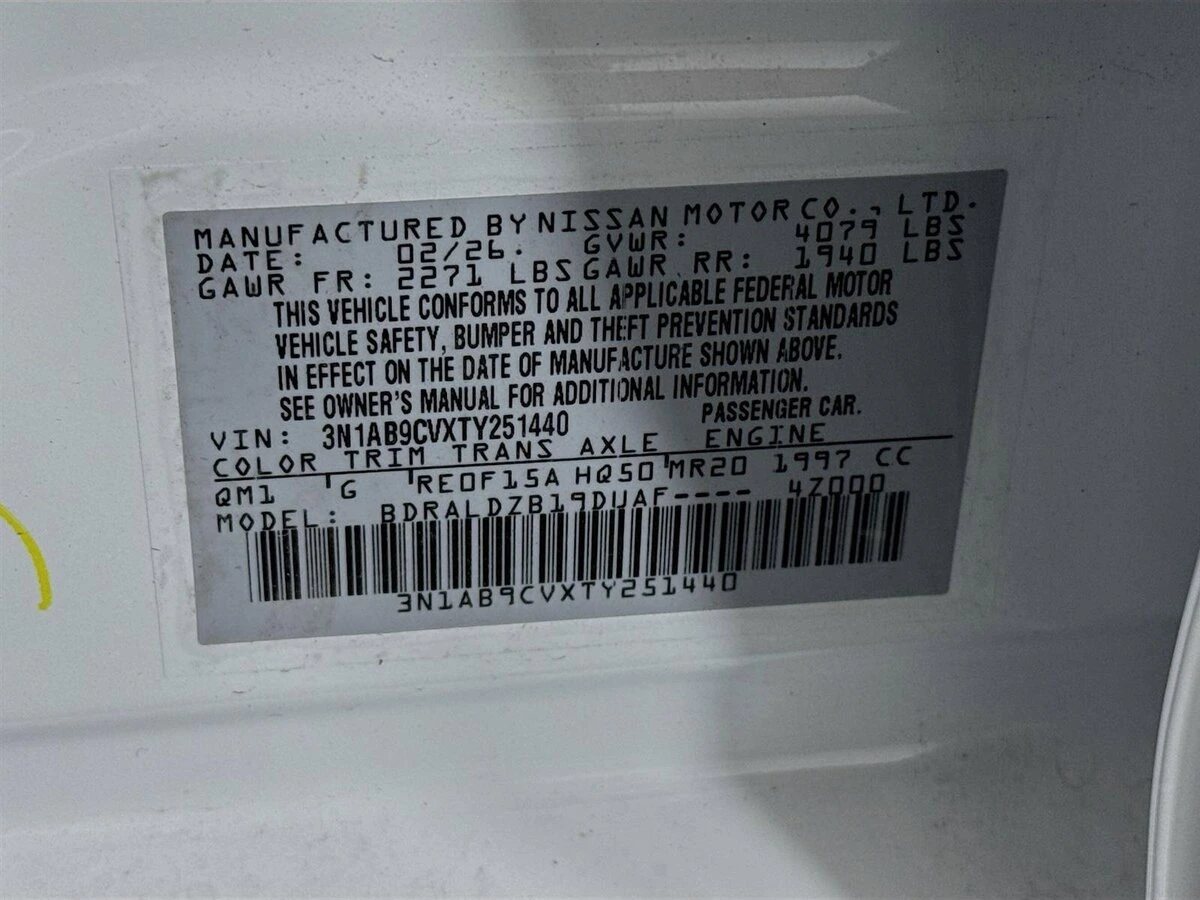 MANUFACTURED BY NISSAN MOTOR CO., LTD.
DATE: 02/26. GVWR: 4079 LBS
GAWR FR: 2271 LBS GAWR RR: 1940 LBS
THIS VEHICLE CONFORMS TO ALL APPLICABLE FEDERAL MOTOR
VEHICLE SAFETY, BUMPER AND THEFT PREVENTION STANDARDS
IN EFFECT ON THE DATE OF MANUFACTURE SHOWN ABOVE.
SEE OWNER'S MANUAL FOR ADDITIONAL INFORMATION.
VIN: 3N1AB9CVXTY251440 PASSENGER CAR.
COLOR TRIM TRANS AXLE ENGINE
QM1 G RE0F15A HQ50 MR20 1997 CC
MODEL: BDRALDZB19DUAF---- 4Z000
3N1AB9CVXTY251440